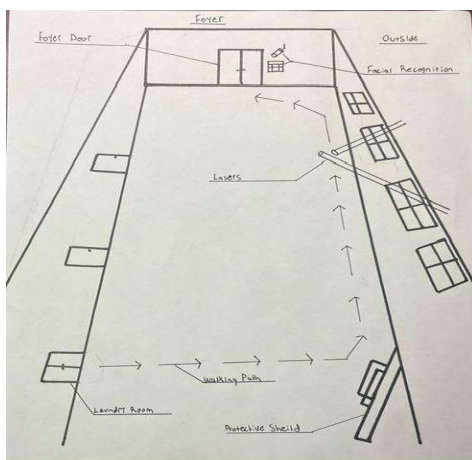 Foyer
Foyer Door
Outside
Facial Recognition
Lasers
Walking Path
Laundry Room
Protective Sheild